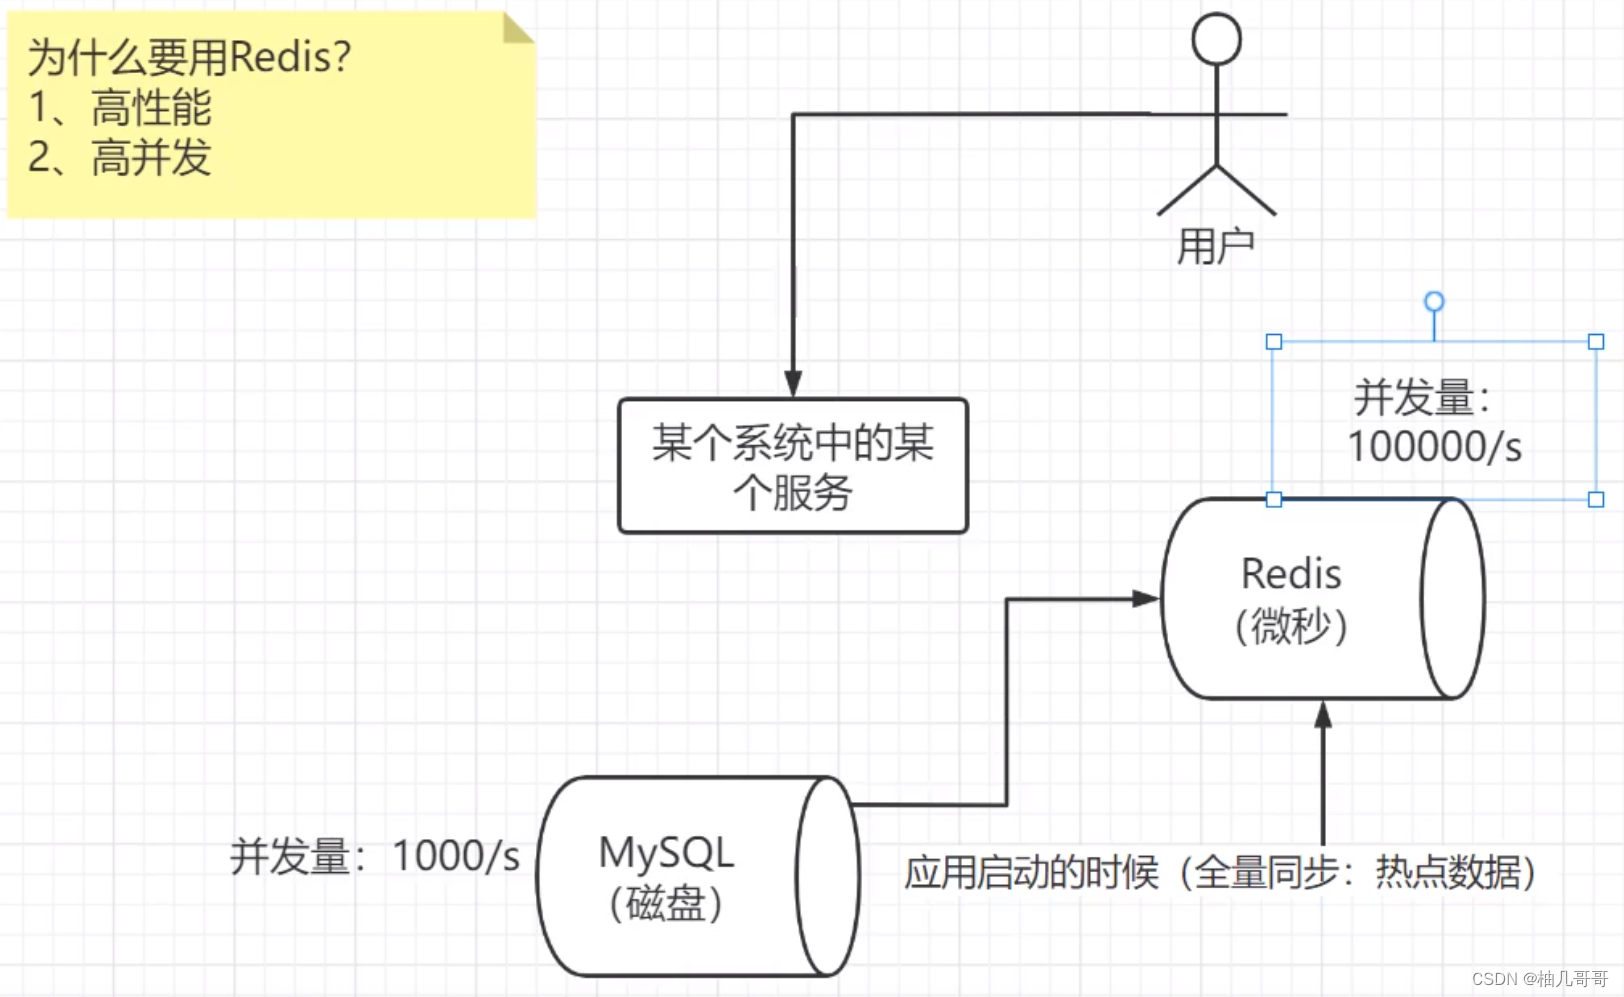 为什么要用Redis?
1、高性能
2、高并发
用户
某个系统中的某
个服务
并发量:
100000/s
Redis
（微秒）
并发量：1000/s
MySQL
（磁盘）
应用启动的时候（全量同步：热点数据）
CSDN @柚几哥哥